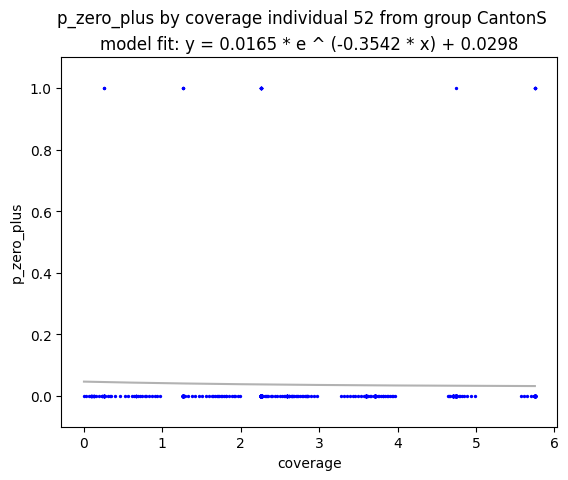 p_zero_plus by coverage individual 52 from group CantonS
model fit: y = 0.0165 * e ^ (-0.3542 * x) + 0.0298
1.0
0.8
0.6
0.4
0.2
0.0
p_zero_plus
0 1 2 3 4 5 6
coverage